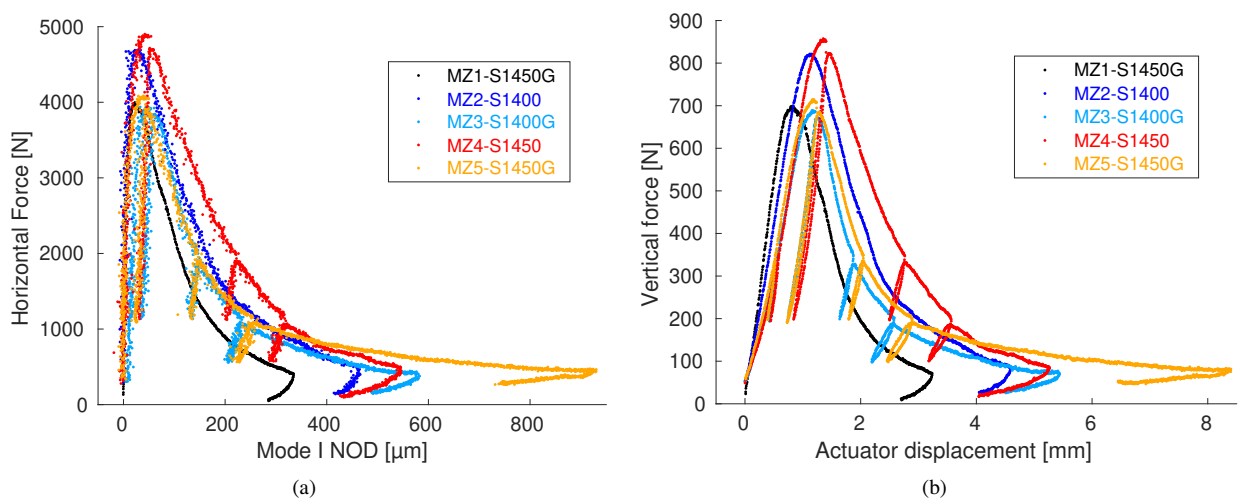 5000
4000
3000
2000
1000
0
Horizontal Force [N]
MZ1-S1450G
MZ2-S1400
MZ3-S1400G
MZ4-S1450
MZ5-S1450G
0 200 400 600 800
Mode I NOD [µm]
(a)
900
800
700
600
500
400
300
200
100
0
Vertical force [N]
MZ1-S1450G
MZ2-S1400
MZ3-S1400G
MZ4-S1450
MZ5-S1450G
0 2 4 6 8
Actuator displacement [mm]
(b)